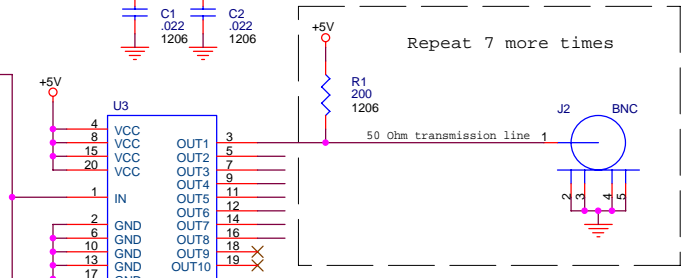 C1
.022
1206
C2
.022
1206
+5V
Repeat 7 more times
R1
200
1206
+5V
U3
J2
BNC
50 Ohm transmission line
1
4 VCC
8 VCC
15 VCC
20 VCC
1 IN
2 GND
6 GND
10 GND
13 GND
17 GND
OUT1 3
OUT2 5
OUT3 7
OUT4 9
OUT5 11
OUT6 12
OUT7 14
OUT8 16
OUT9 18
OUT10 19
2
3
4
5